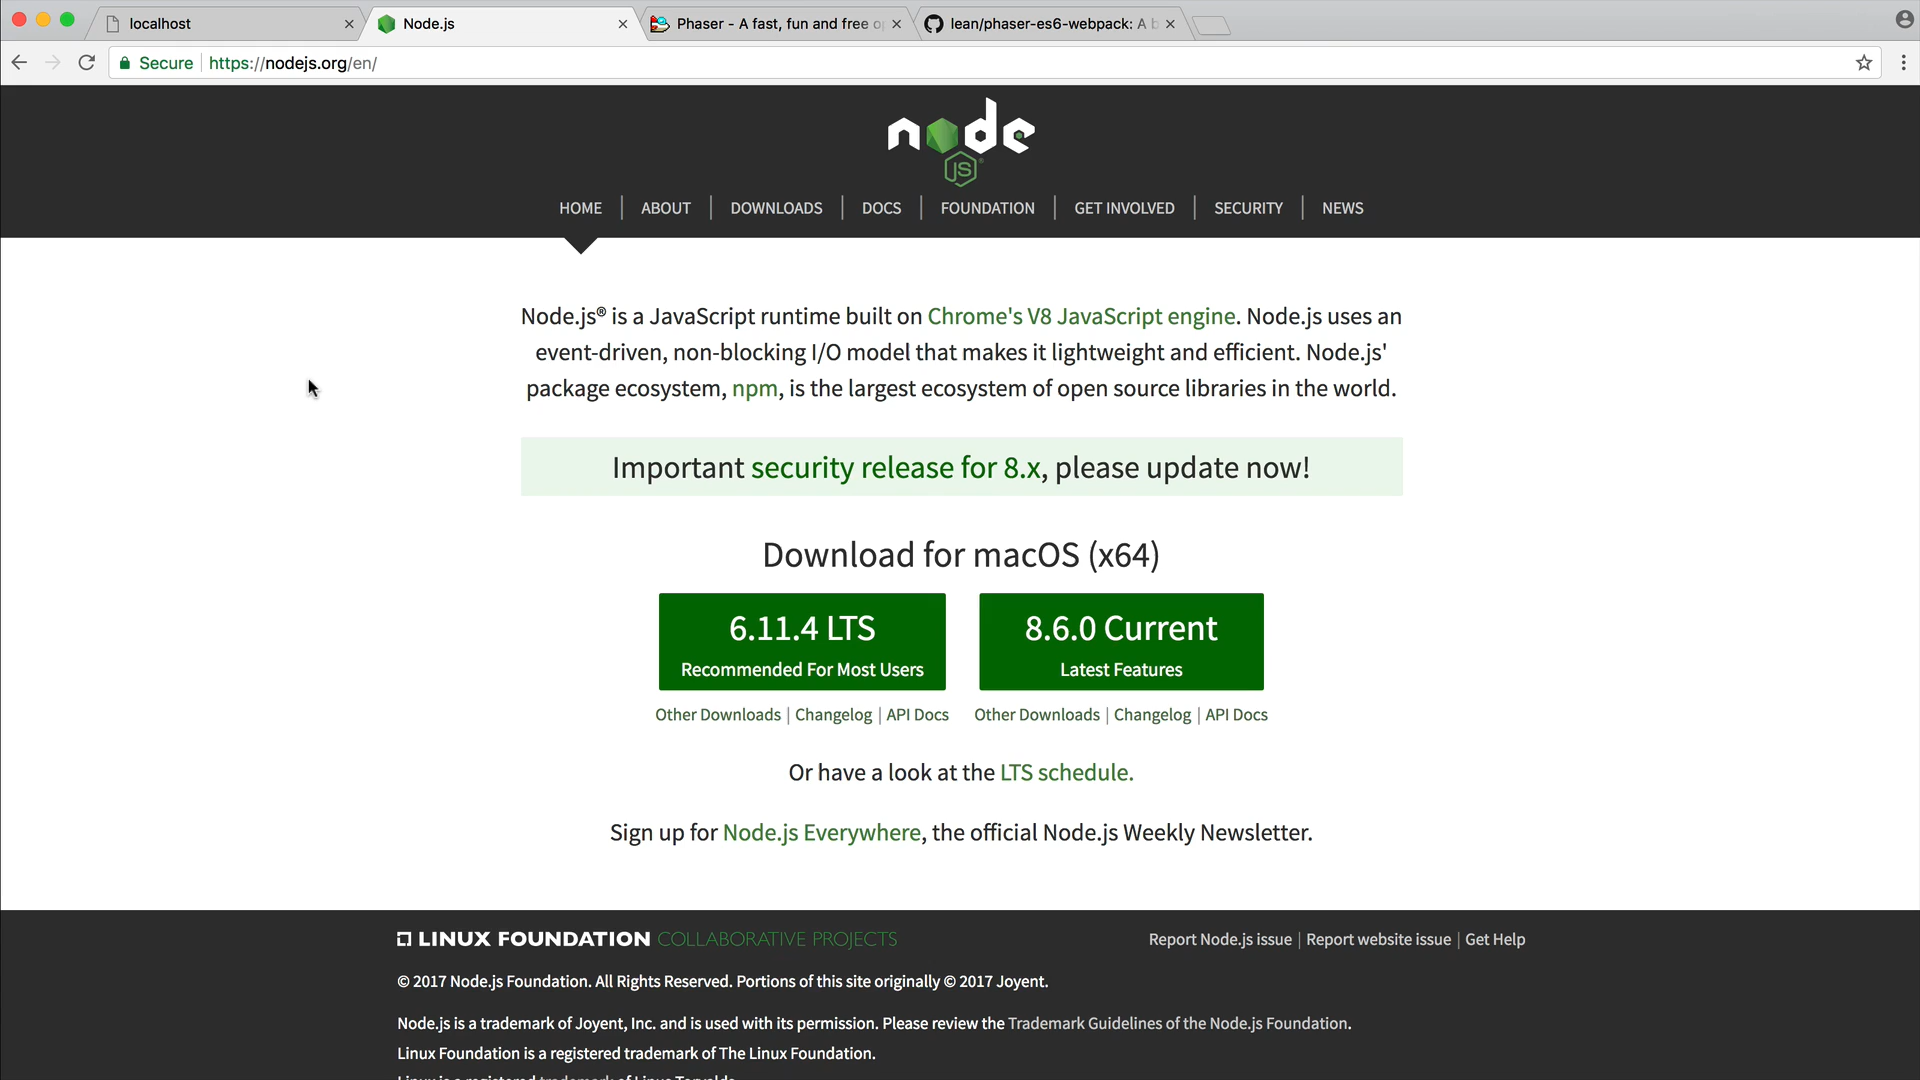 localhost
Node.js
Phaser - A fast, fun and free o
lean/phaser-es6-webpack: A b
Secure https://nodejs.org/en/
node
JS
HOME | ABOUT | DOWNLOADS | DOCS | FOUNDATION | GET INVOLVED | SECURITY | NEWS
Node.js® is a JavaScript runtime built on Chrome's V8 JavaScript engine. Node.js uses an
event-driven, non-blocking I/O model that makes it lightweight and efficient. Node.js'
package ecosystem, npm, is the largest ecosystem of open source libraries in the world.
Important security release for 8.x, please update now!
Download for macOS (x64)
6.11.4 LTS
Recommended For Most Users
8.6.0 Current
Latest Features
Other Downloads | Changelog | API Docs
Other Downloads | Changelog | API Docs
Or have a look at the LTS schedule.
Sign up for Node.js Everywhere, the official Node.js Weekly Newsletter.
LINUX FOUNDATION COLLABORATIVE PROJECTS
Report Node.js issue | Report website issue | Get Help
© 2017 Node.js Foundation. All Rights Reserved. Portions of this site originally © 2017 Joyent.
Node.js is a trademark of Joyent, Inc. and is used with its permission. Please review the Trademark Guidelines of the Node.js Foundation.
Linux Foundation is a registered trademark of The Linux Foundation.
Linux is a registered trademark of Linus Torvalds.